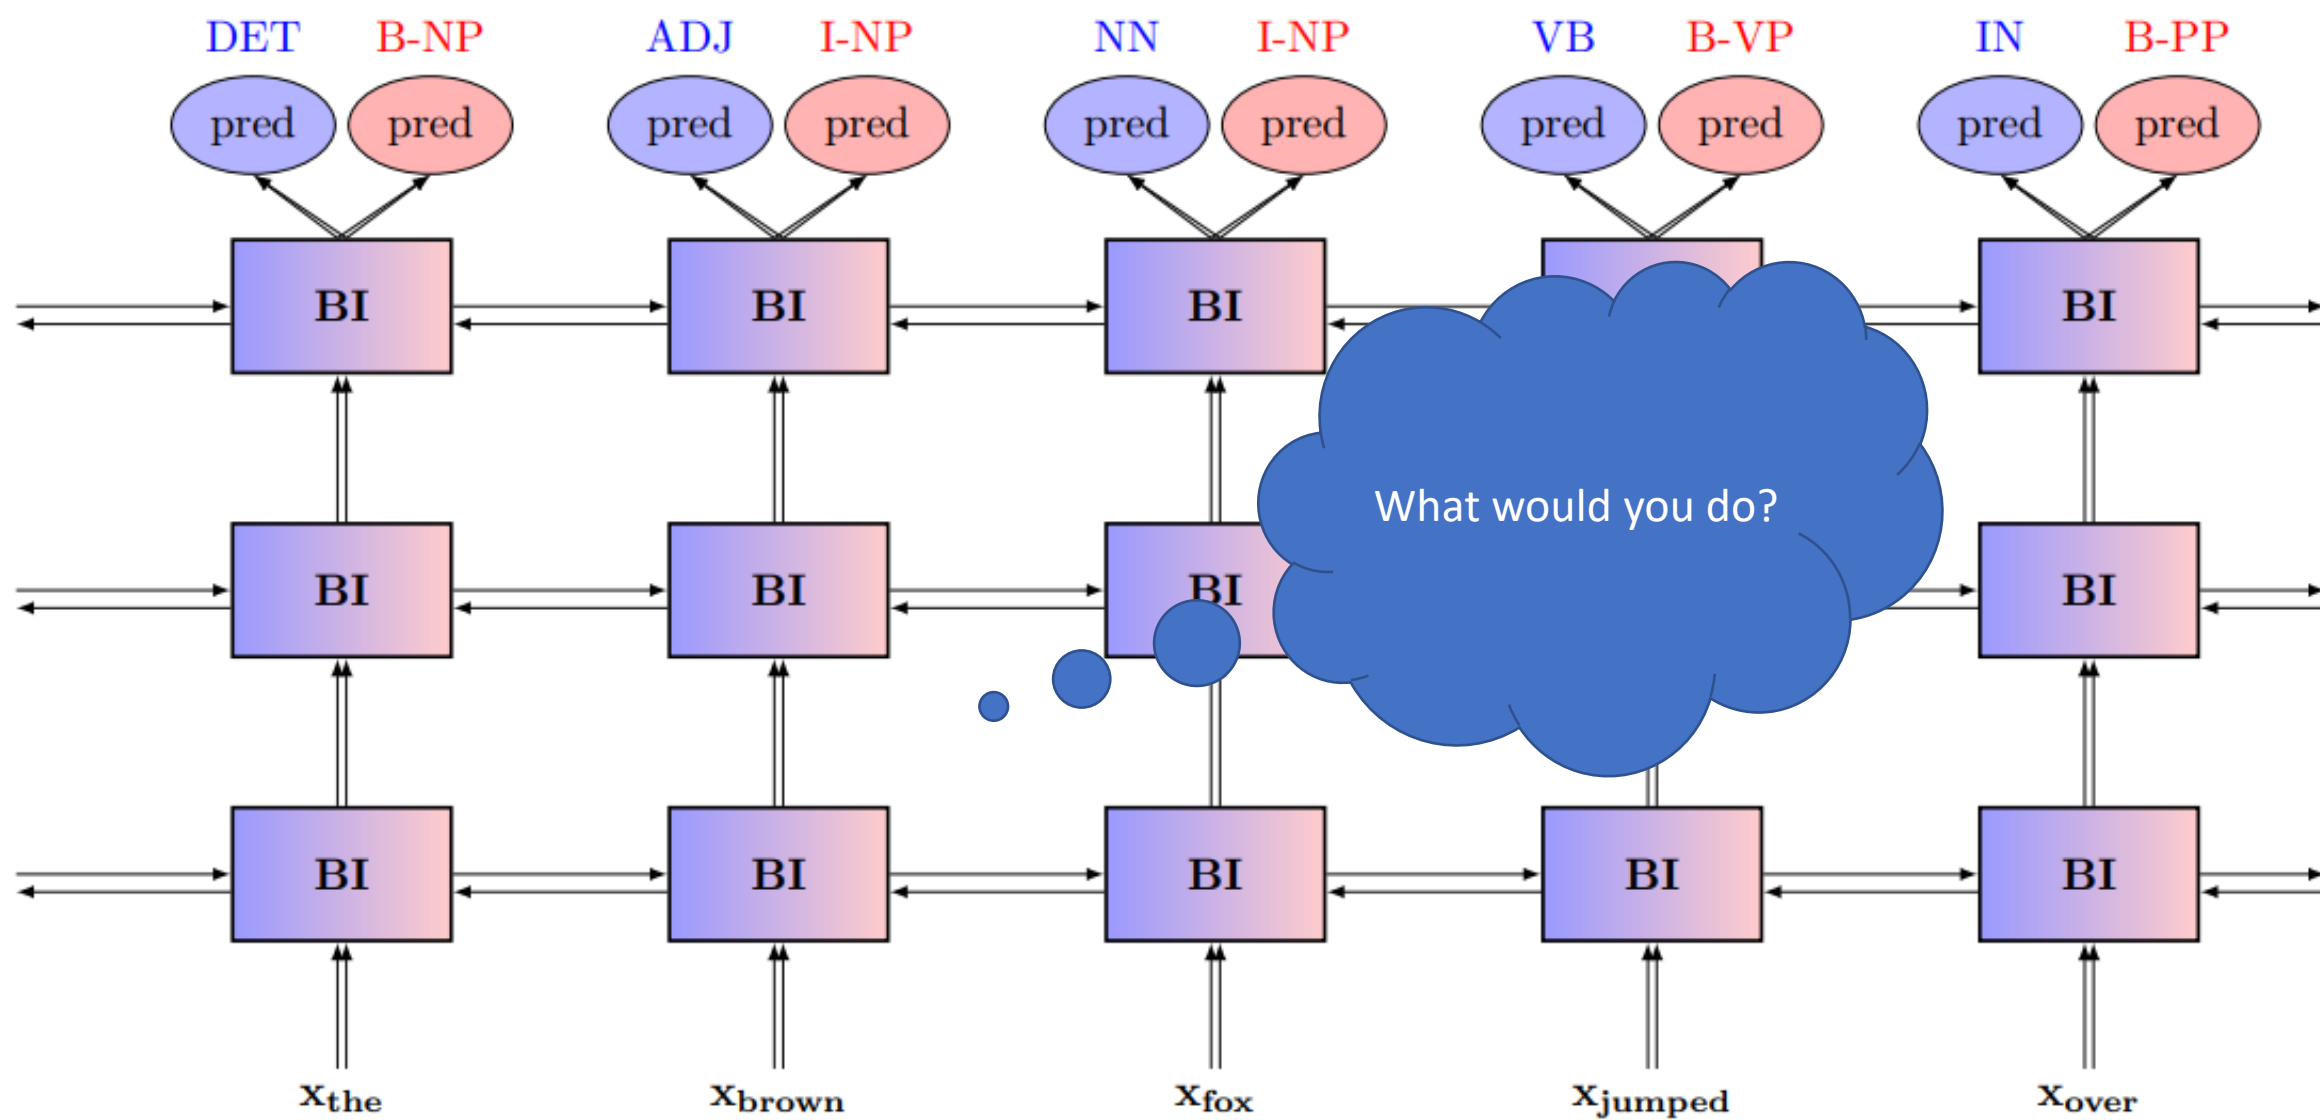 DET B-NP ADJ I-NP NN I-NP VB B-VP IN B-PP
pred pred pred pred pred pred pred pred pred pred
BI BI BI BI
What would you do?
BI BI BI BI
BI BI BI BI BI
x_the x_brown x_fox x_jumped x_over